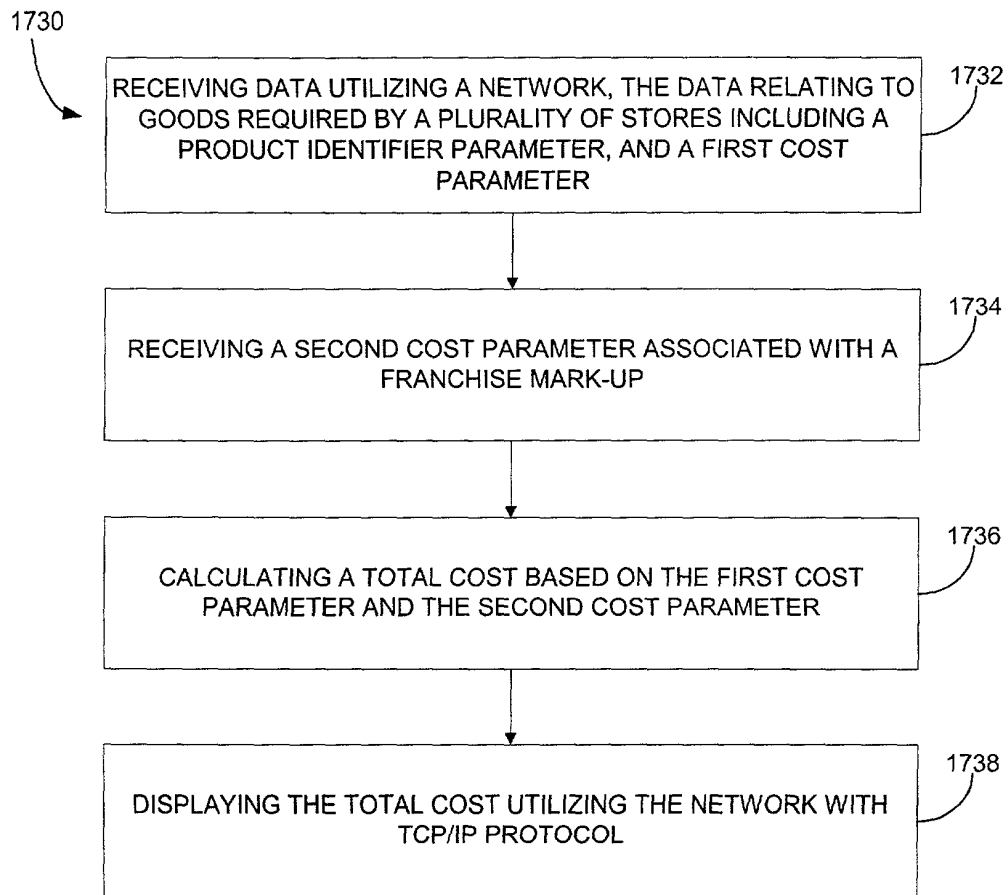 1730
RECEIVING DATA UTILIZING A NETWORK, THE DATA RELATING TO
GOODS REQUIRED BY A PLURALITY OF STORES INCLUDING A
PRODUCT IDENTIFIER PARAMETER, AND A FIRST COST
PARAMETER
1732
RECEIVING A SECOND COST PARAMETER ASSOCIATED WITH A
FRANCHISE MARK-UP
1734
CALCULATING A TOTAL COST BASED ON THE FIRST COST
PARAMETER AND THE SECOND COST PARAMETER
1736
DISPLAYING THE TOTAL COST UTILIZING THE NETWORK WITH
TCP/IP PROTOCOL
1738